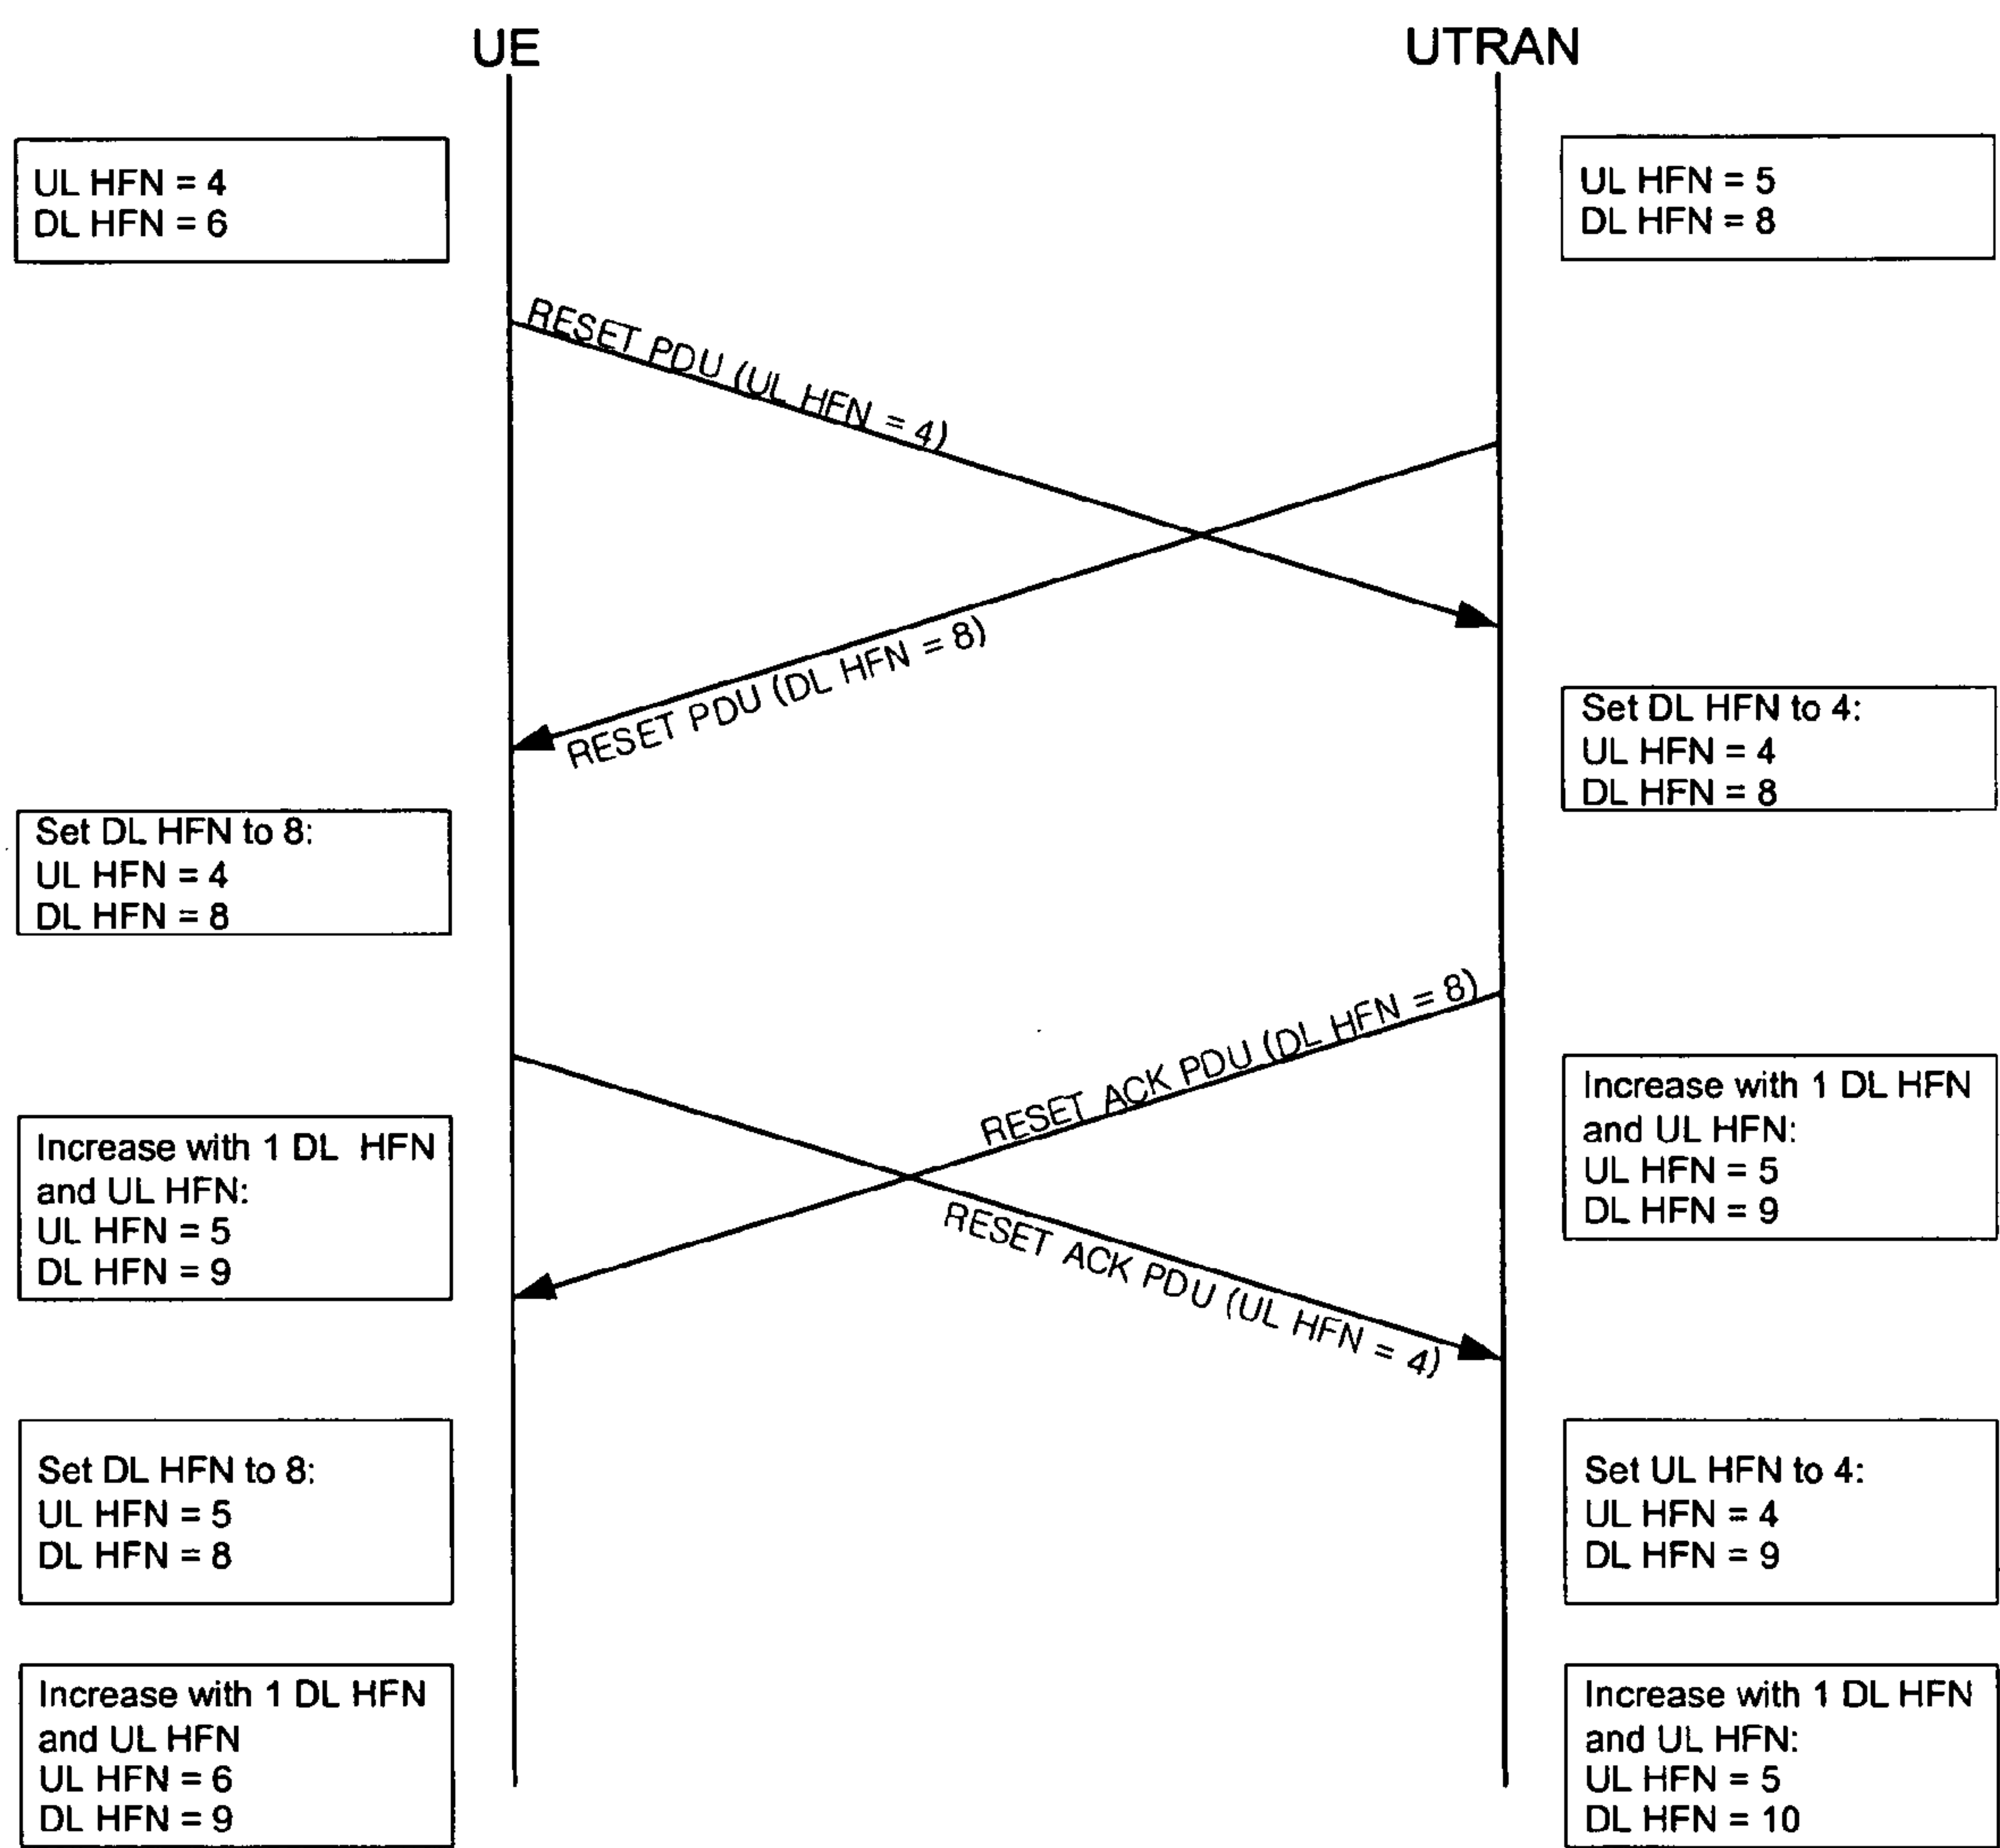 UE
UTRAN
UL HFN = 4
DL HFN = 6
UL HFN = 5
DL HFN = 8
RESET PDU (UL HFN = 4)
RESET PDU (DL HFN = 8)
Set DL HFN to 4:
UL HFN = 4
DL HFN = 8
Set DL HFN to 8:
UL HFN = 4
DL HFN = 8
RESET ACK PDU (DL HFN = 8)
RESET ACK PDU (UL HFN = 4)
Increase with 1 DL HFN
and UL HFN:
UL HFN = 5
DL HFN = 9
Increase with 1 DL HFN
and UL HFN:
UL HFN = 5
DL HFN = 9
Set DL HFN to 8:
UL HFN = 5
DL HFN = 8
Set UL HFN to 4:
UL HFN = 4
DL HFN = 9
Increase with 1 DL HFN
and UL HFN
UL HFN = 6
DL HFN = 9
Increase with 1 DL HFN
and UL HFN:
UL HFN = 5
DL HFN = 10